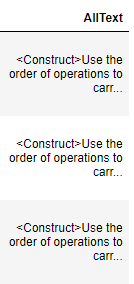 AllText
<Construct>Use the
order of operations to
carr...
<Construct>Use the
order of operations to
carr...
<Construct>Use the
order of operations to
carr...